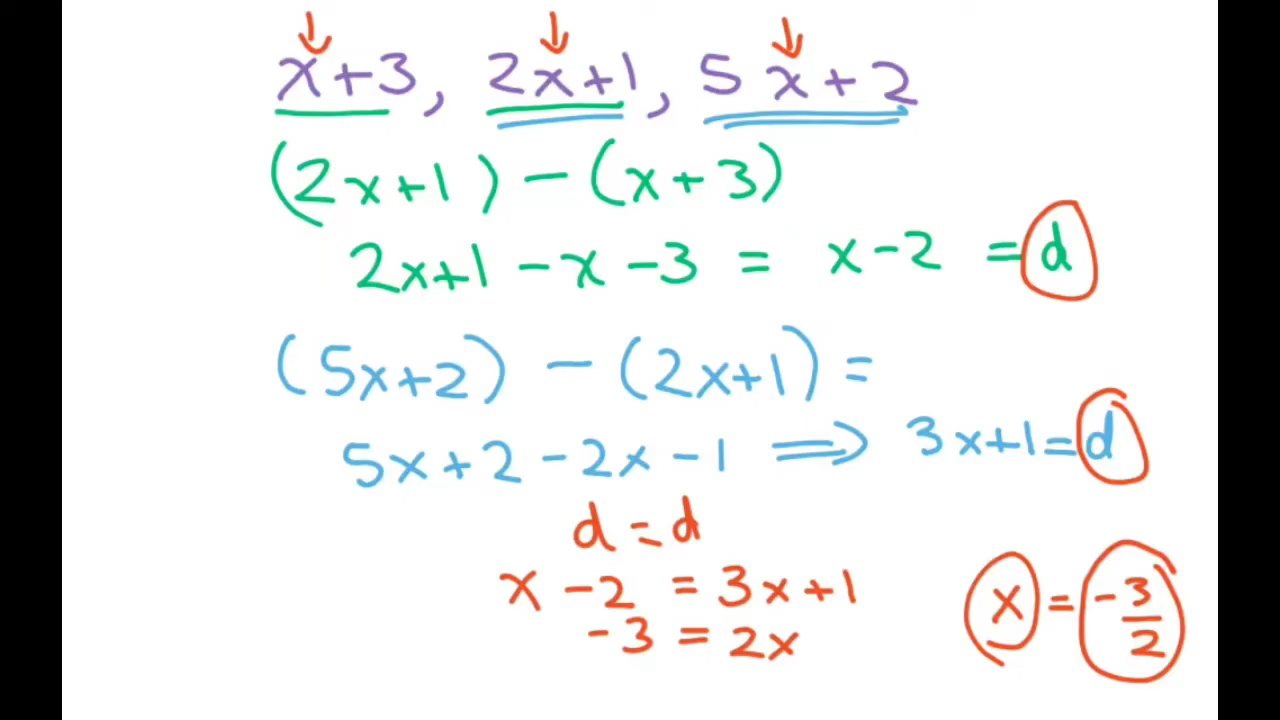 x+3, 2x+1, 5x+2
(2x+1) - (x+3)
2x+1 -x -3 = x-2 = d
(5x+2) - (2x+1) =
5x+2 -2x -1 ⟹ 3x+1 = d
d = d
x -2 = 3x+1
-3 = 2x
x = -3/2